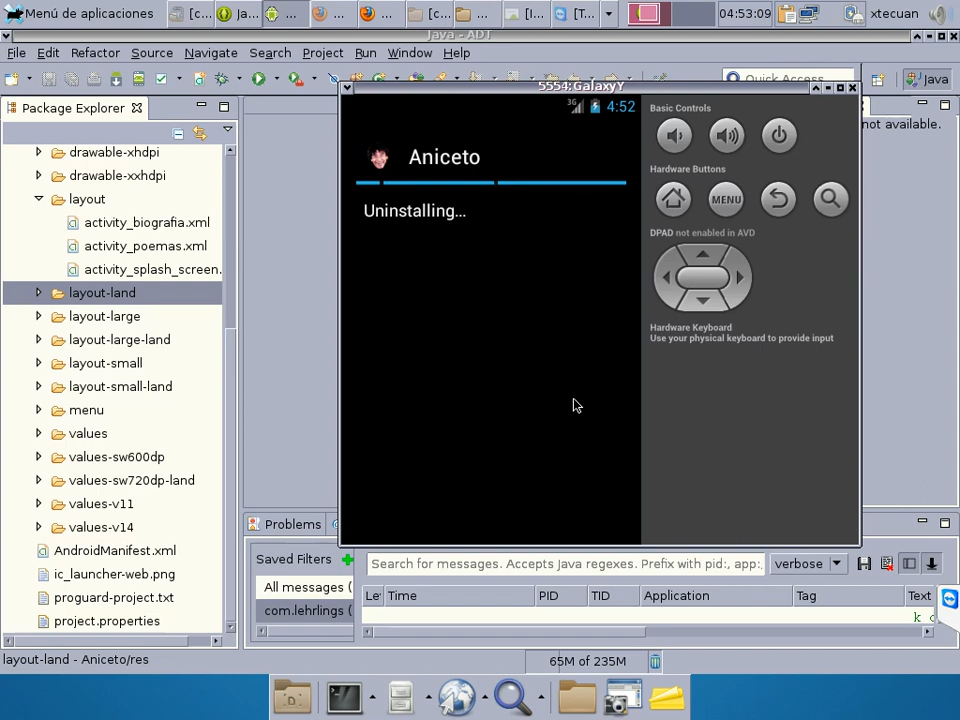 Menú de aplicaciones
[c...
Ja...
...
...
...
[c...
...
[I...
[T...
04:53:09
xtecuan
Java - ADT
File Edit Refactor Source Navigate Search Project Run Window Help
Quick Access
Java
Package Explorer
not available.
drawable-xhdpi
drawable-xxhdpi
layout
activity_biografia.xml
activity_poemas.xml
activity_splash_screen.
layout-land
layout-large
layout-large-land
layout-small
layout-small-land
menu
values
values-sw600dp
values-sw720dp-land
values-v11
values-v14
AndroidManifest.xml
ic_launcher-web.png
proguard-project.txt
project.properties
5554:GalaxyY
3G 4:52
Aniceto
Uninstalling...
Basic Controls
Hardware Buttons
MENU
DPAD not enabled in AVD
Hardware Keyboard
Use your physical keyboard to provide input
Problems
@
Saved Filters
All messages (
com.lehrlings (
Search for messages. Accepts Java regexes. Prefix with pid:, app:,
verbose
Le Time PID TID Application Tag Text
k c
layout-land - Aniceto/res
65M of 235M